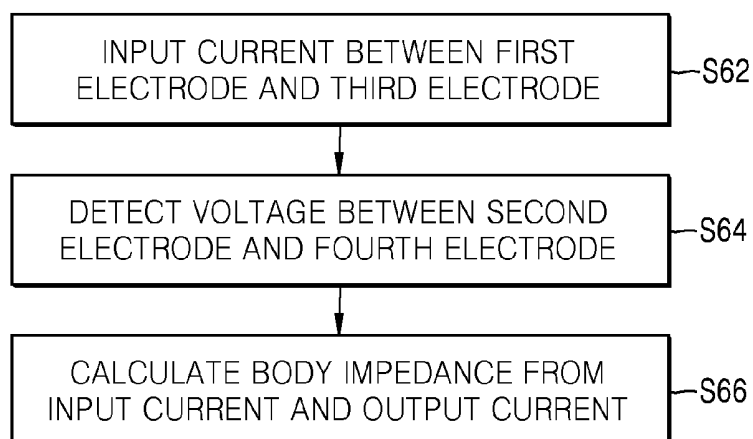 INPUT CURRENT BETWEEN FIRST
ELECTRODE AND THIRD ELECTRODE
S62
DETECT VOLTAGE BETWEEN SECOND
ELECTRODE AND FOURTH ELECTRODE
S64
CALCULATE BODY IMPEDANCE FROM
INPUT CURRENT AND OUTPUT CURRENT
S66